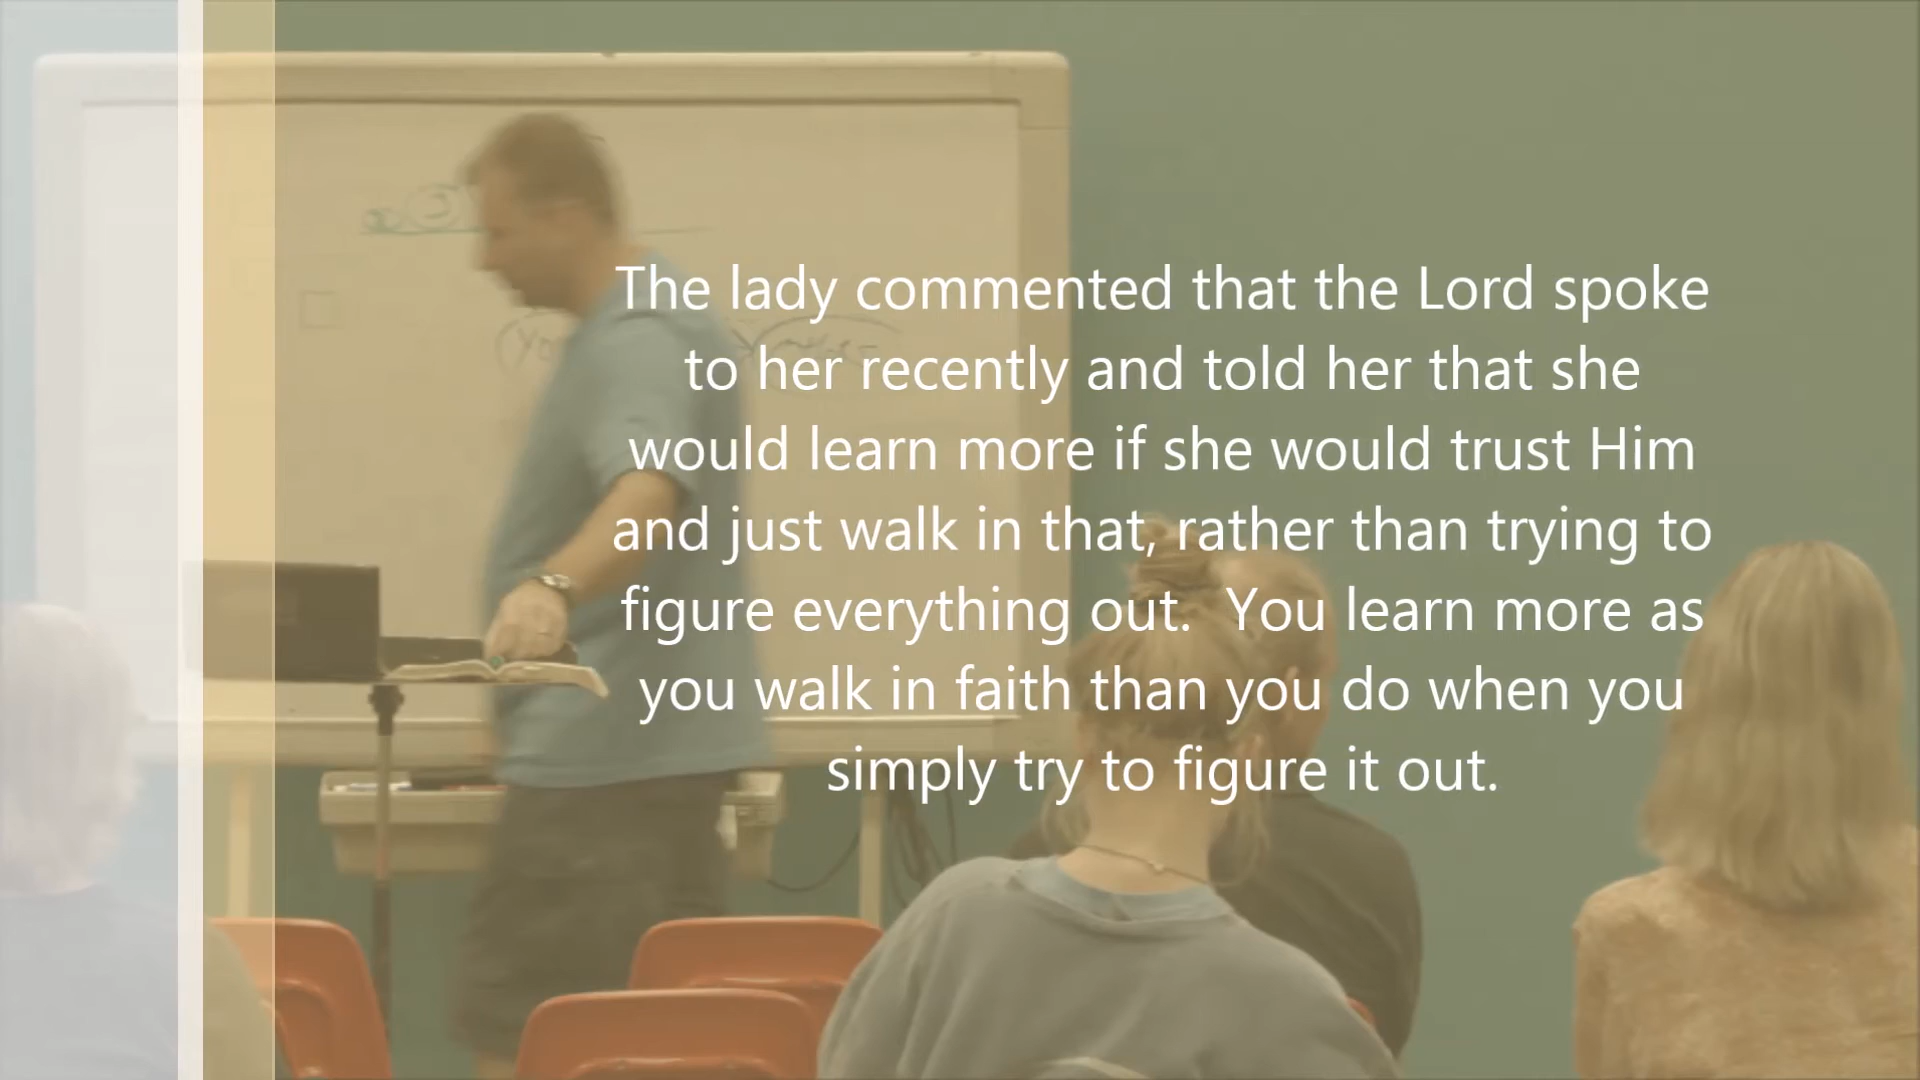 The lady commented that the Lord spoke
to her recently and told her that she
would learn more if she would trust Him
and just walk in that, rather than trying to
figure everything out.  You learn more as
you walk in faith than you do when you
simply try to figure it out.